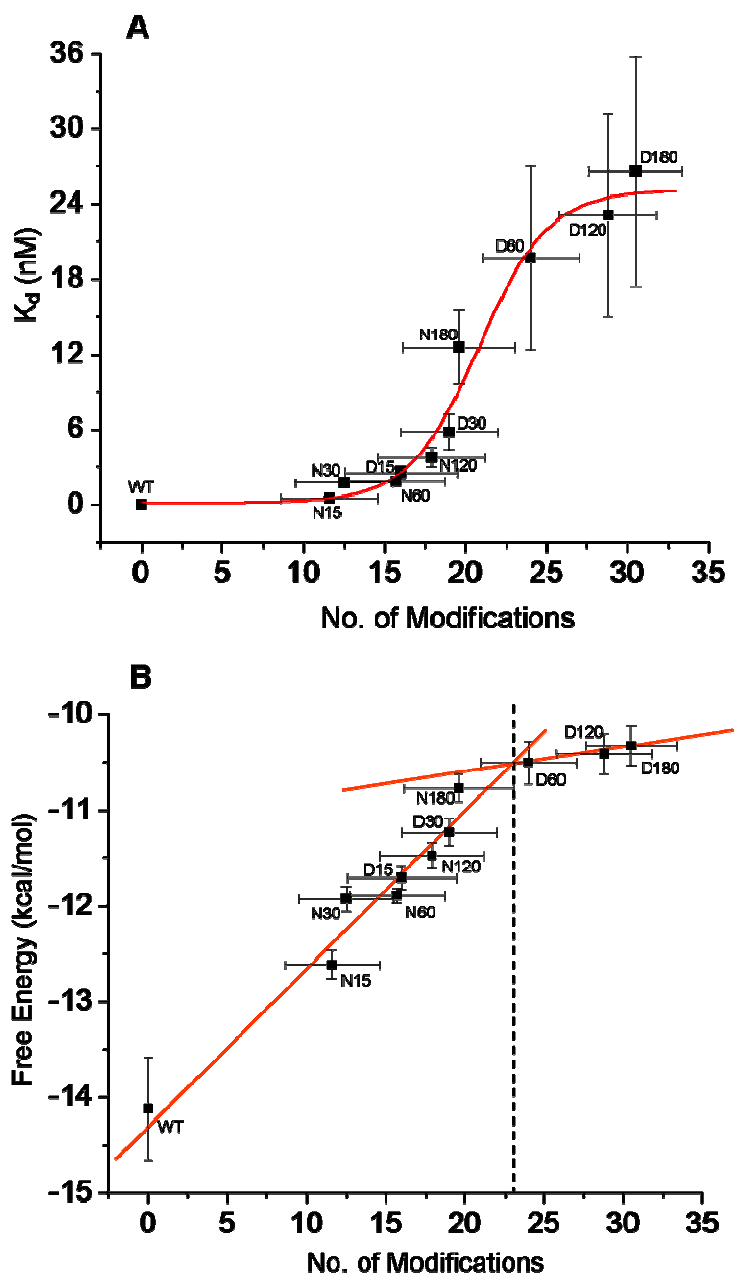 A
36
30
24
18
12
6
0
Kd (nM)
D180
D120
D60
N180
D30
N30
D15
N120
WT
N15
N60
0 5 10 15 20 25 30 35
No. of Modifications
B
−10
−11
−12
−13
−14
−15
Free Energy (kcal/mol)
D120
D180
D60
N180
D30
N120
D15
N30
N60
N15
WT
0 5 10 15 20 25 30 35
No. of Modifications